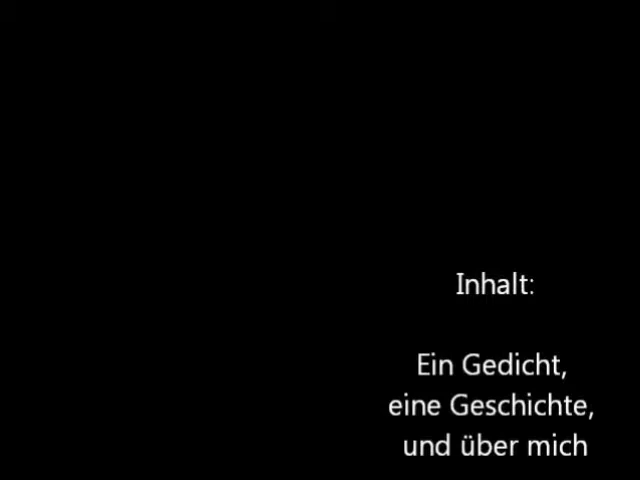 Inhalt:
Ein Gedicht,
eine Geschichte,
und über mich